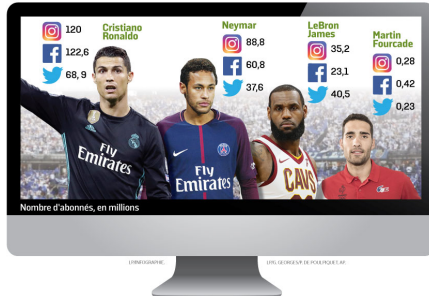 120
122,6
68,9
Cristiano
Ronaldo
Neymar
88,8
60,8
37,6
LeBron
James
35,2
23,1
40,5
Martin
Fourcade
0,28
0,42
0,23
Fly
Emirates
Fly
Emirates
CAVS
Nombre d'abonnés, en millions
LP/INFOGRAPHIE.